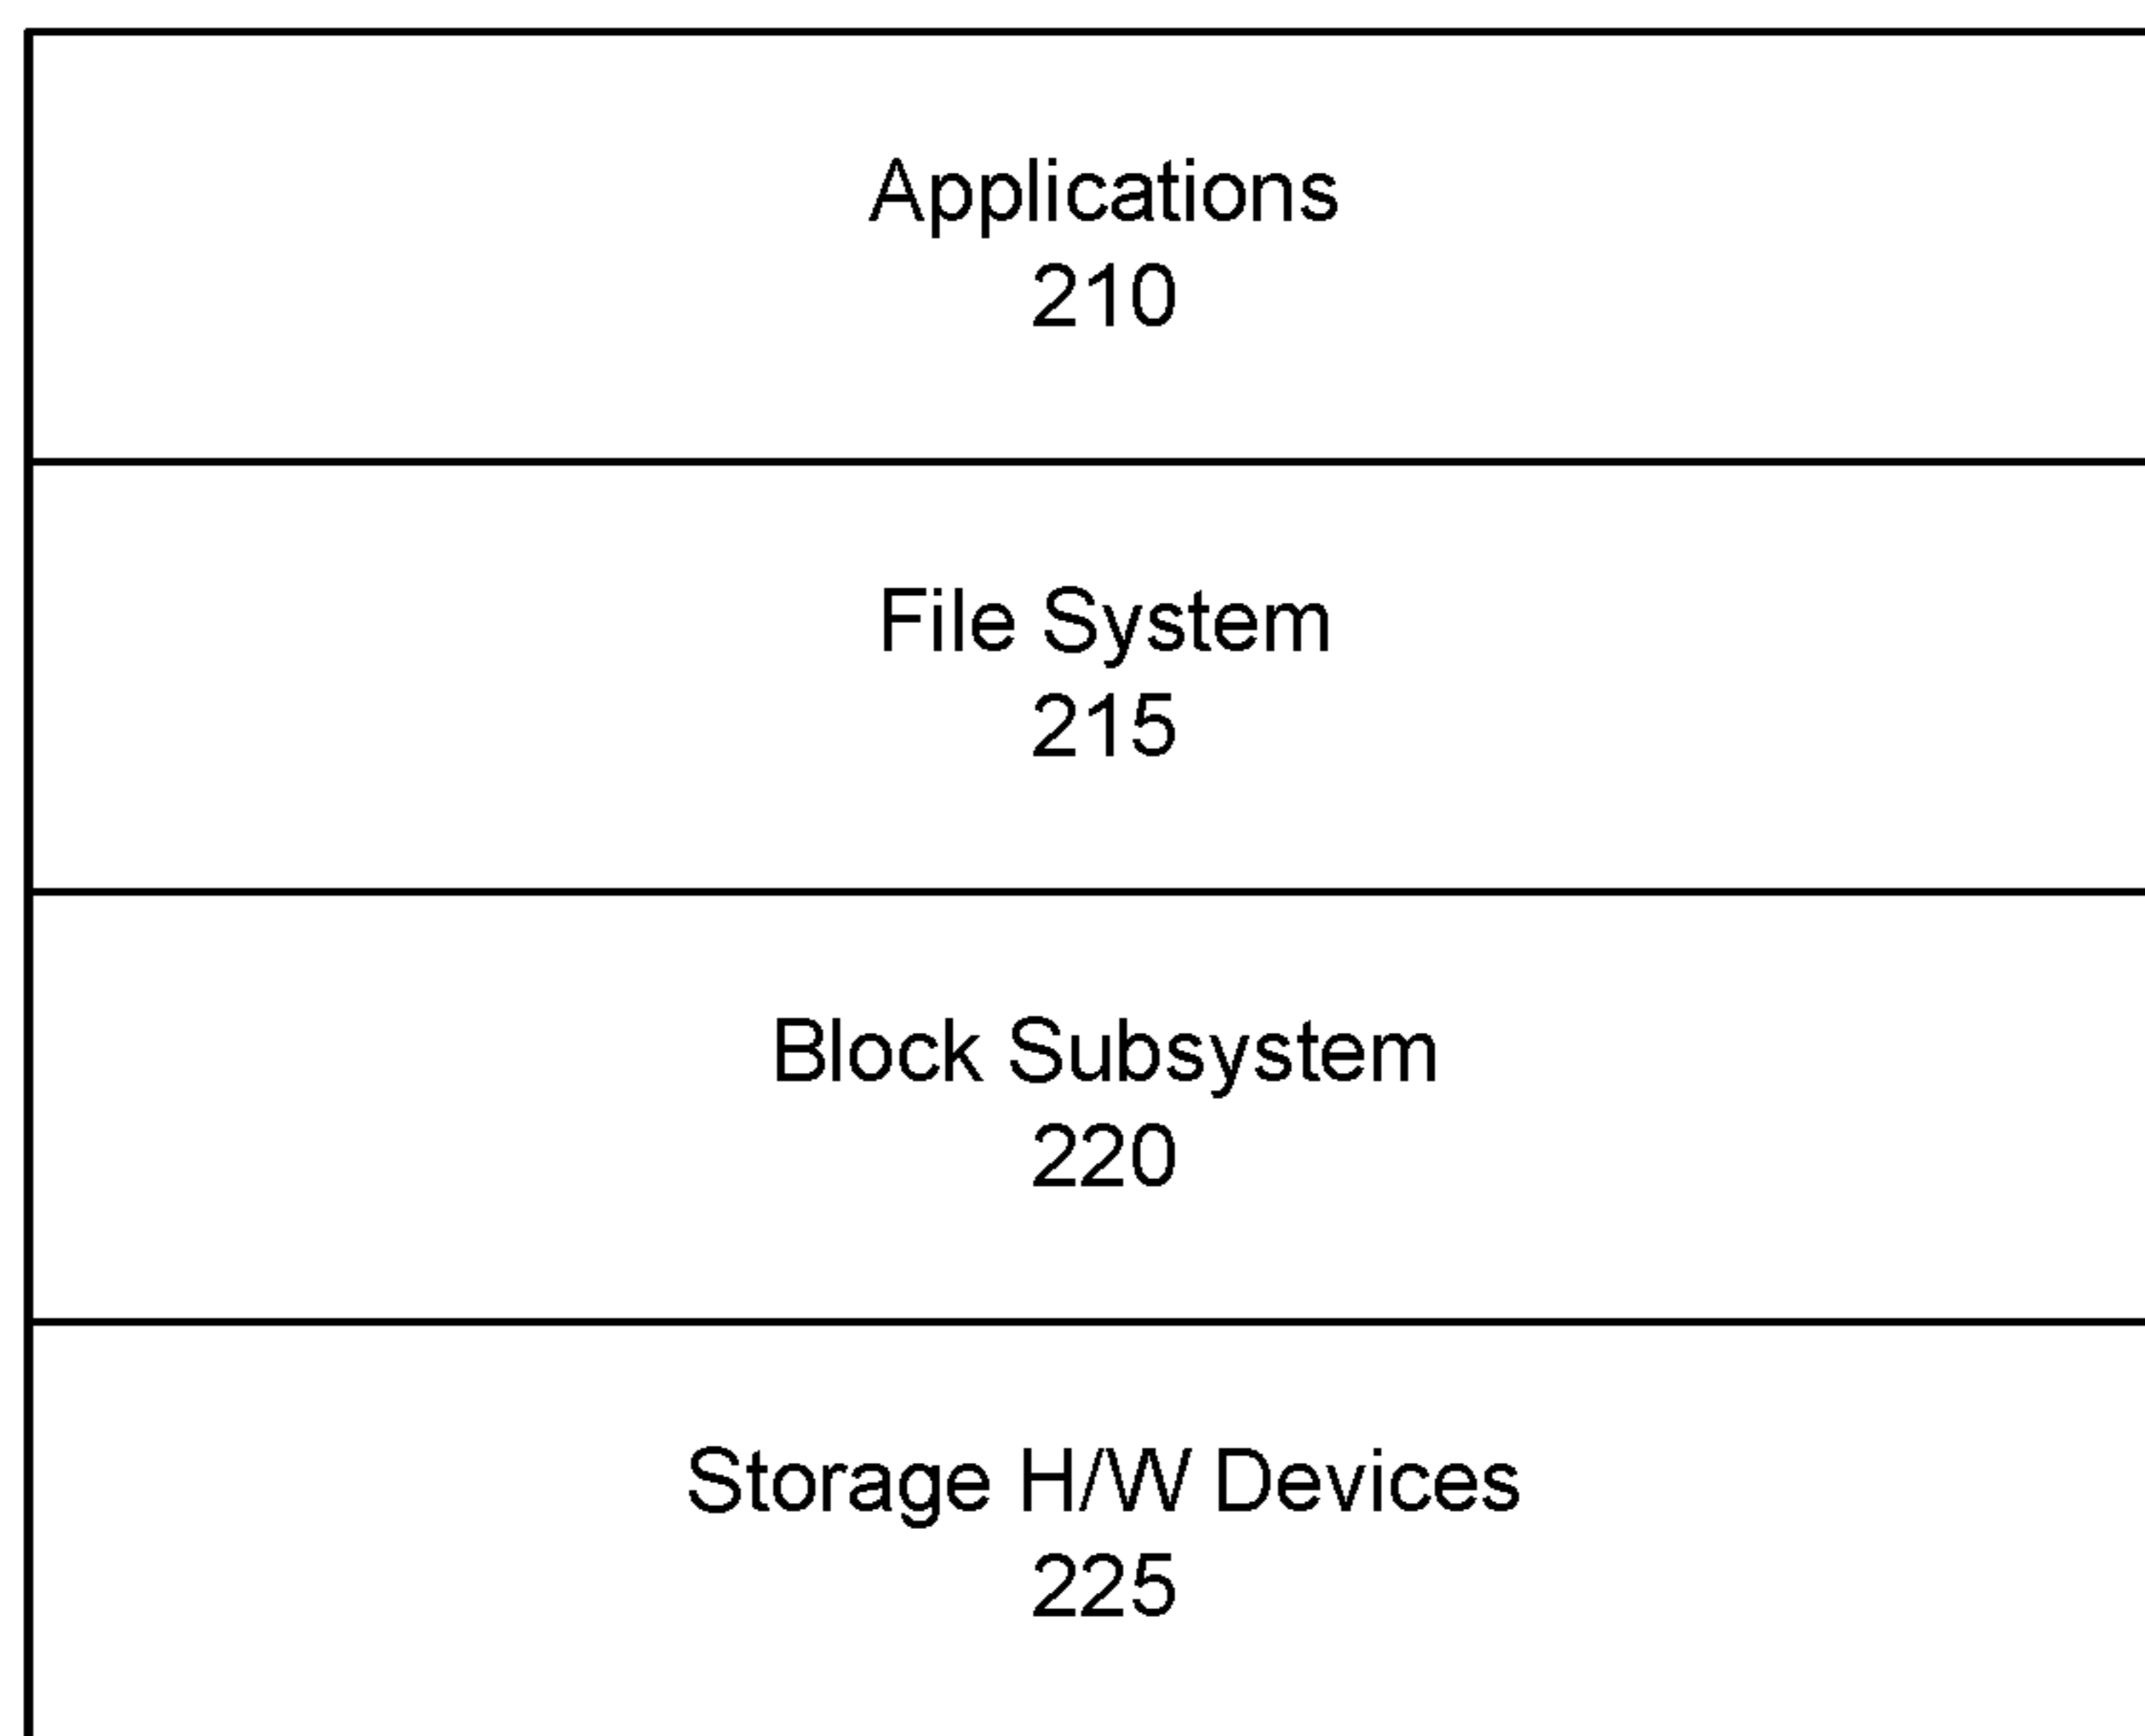 Applications
210
File System
215
Block Subsystem
220
Storage H/W Devices
225